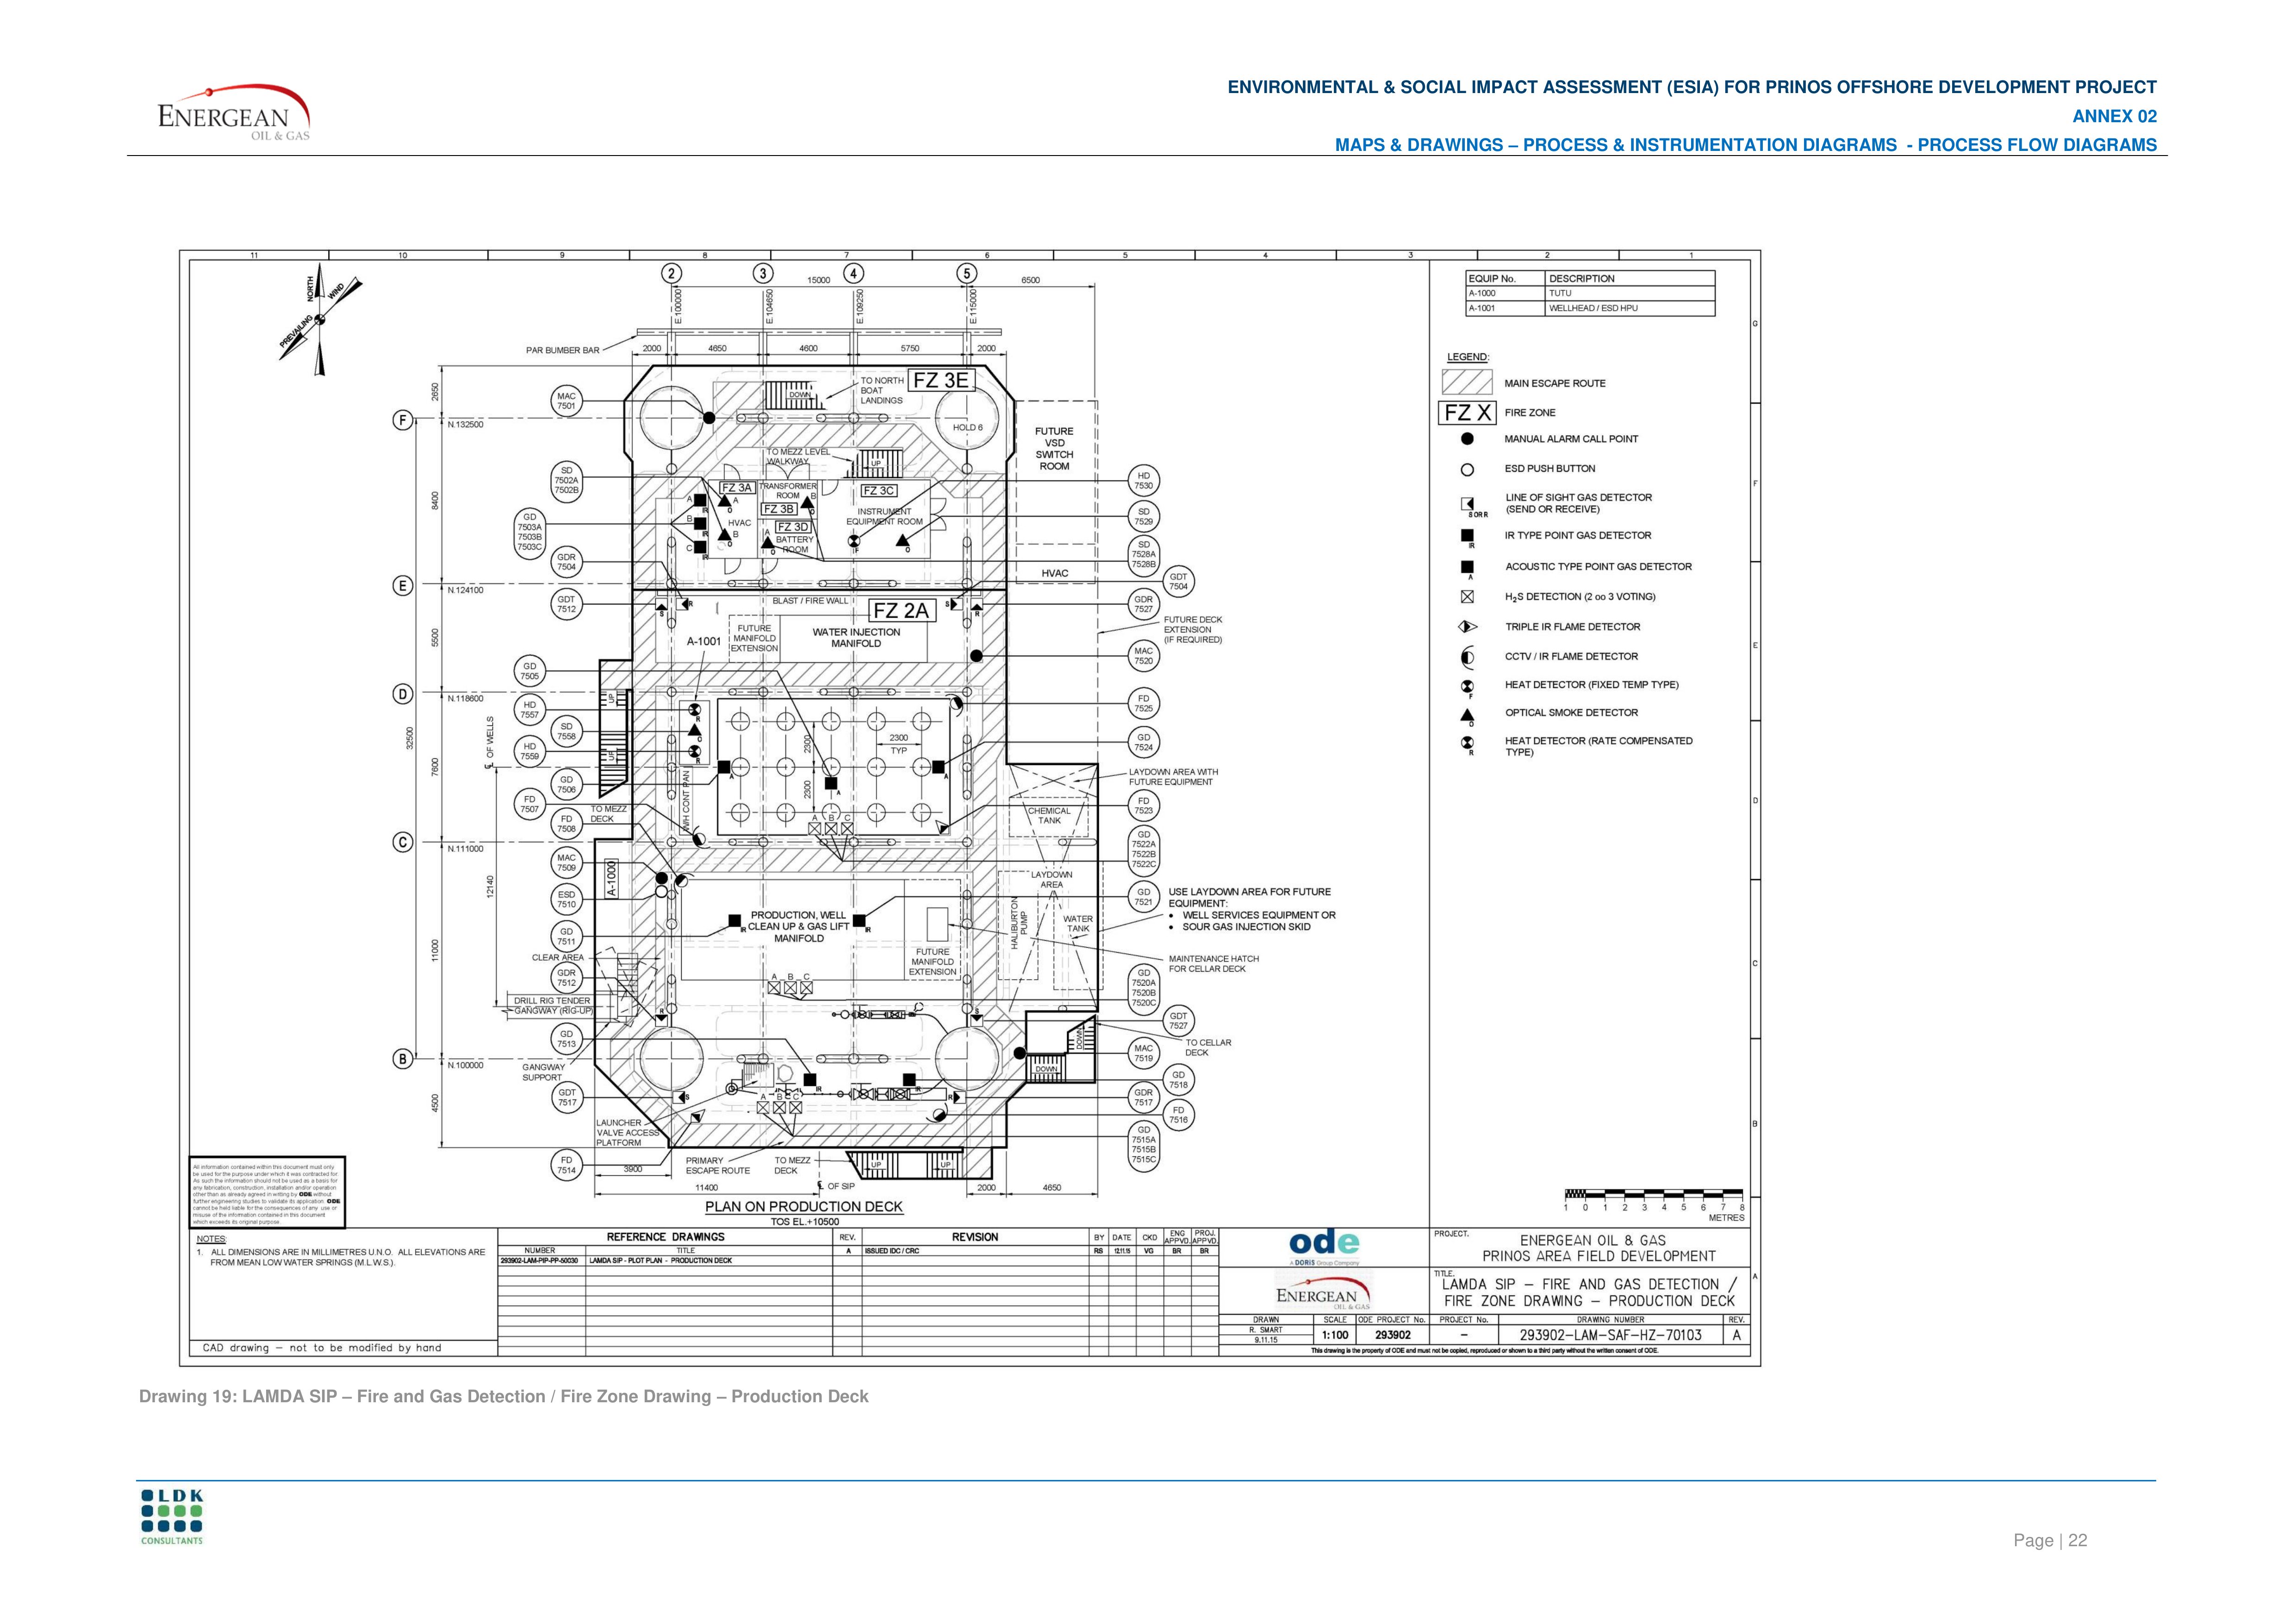 ENERGEAN
OIL & GAS
ENVIRONMENTAL & SOCIAL IMPACT ASSESSMENT (ESIA) FOR PRINOS OFFSHORE DEVELOPMENT PROJECT
ANNEX 02
MAPS & DRAWINGS – PROCESS & INSTRUMENTATION DIAGRAMS - PROCESS FLOW DIAGRAMS
11 10 9 8 7 6 5 4 3 2 1
NORTH
WIND
PREVAILING
2 3 4 5
15000
6500
E.100000
E.104650
E.109250
E.115000
PAR BUMBER BAR
2000 4650 4600 5750 2000
EQUIP No. DESCRIPTION
A-1000 TUTU
A-1001 WELLHEAD / ESD HPU
LEGEND:
MAIN ESCAPE ROUTE
FZ X FIRE ZONE
MANUAL ALARM CALL POINT
ESD PUSH BUTTON
LINE OF SIGHT GAS DETECTOR
(SEND OR RECEIVE)
S OR R
IR TYPE POINT GAS DETECTOR
IR
ACOUSTIC TYPE POINT GAS DETECTOR
A
H₂S DETECTION (2 oo 3 VOTING)
TRIPLE IR FLAME DETECTOR
CCTV / IR FLAME DETECTOR
HEAT DETECTOR (FIXED TEMP TYPE)
F
OPTICAL SMOKE DETECTOR
O
HEAT DETECTOR (RATE COMPENSATED
TYPE)
R
G
F
E
D
C
B
A
F
N.132500
E
N.124100
D
N.118600
C
N.111000
B
N.100000
2650
8400
5500
7600
11000
4500
32500
12140
℄ OF WELLS
MAC
7501
SD
7502A
7502B
GD
7503A
7503B
7503C
GDR
7504
GDT
7512
GD
7505
HD
7557
SD
7558
HD
7559
GD
7506
FD
7507
FD
7508
MAC
7509
ESD
7510
GD
7511
GDR
7512
GD
7513
GDT
7517
FD
7514
TO MEZZ
DECK
CLEAR AREA
DRILL RIG TENDER
GANGWAY (RIG-UP)
GANGWAY
SUPPORT
LAUNCHER
VALVE ACCESS
PLATFORM
DOWN
TO NORTH
BOAT
LANDINGS
FZ 3E
HOLD 6
TO MEZZ LEVEL
WALKWAY
UP
FZ 3A
TRANSFORMER
ROOM
FZ 3B
FZ 3C
FZ 3D
HVAC
BATTERY
ROOM
INSTRUMENT
EQUIPMENT ROOM
FUTURE
VSD
SWITCH
ROOM
HVAC
BLAST / FIRE WALL
FZ 2A
A-1001
FUTURE
MANIFOLD
EXTENSION
WATER INJECTION
MANIFOLD
UP
UP
2300
2300
TYP
2300
W/H CONT PAN
A B C
A-1000
PRODUCTION, WELL
CLEAN UP & GAS LIFT
MANIFOLD
FUTURE
MANIFOLD
EXTENSION
A B C
A B C
CHEMICAL
TANK
LAYDOWN
AREA
HALIBURTON
PUMP
WATER
TANK
DOWN
DOWN
HD
7530
SD
7529
SD
7528A
7528B
GDT
7504
GDR
7527
FUTURE DECK
EXTENSION
(IF REQUIRED)
MAC
7520
FD
7525
GD
7524
LAYDOWN AREA WITH
FUTURE EQUIPMENT
FD
7523
GD
7522A
7522B
7522C
GD
7521
USE LAYDOWN AREA FOR FUTURE
EQUIPMENT:
• WELL SERVICES EQUIPMENT OR
• SOUR GAS INJECTION SKID
MAINTENANCE HATCH
FOR CELLAR DECK
GD
7520A
7520B
7520C
GDT
7527
TO CELLAR
DECK
MAC
7519
GD
7518
GDR
7517
FD
7516
GD
7515A
7515B
7515C
3900
PRIMARY
ESCAPE ROUTE
TO MEZZ
DECK
UP UP
11400
℄ OF SIP
2000 4650
PLAN ON PRODUCTION DECK
TOS EL.+10500
1 0 1 2 3 4 5 6 7 8
METRES
All information contained within this document must only
be used for the purpose under which it was contracted for.
As such the information should not be used as a basis for
any fabrication, construction, installation and/or operation
other than as already agreed in writing by ODE without
further engineering studies to validate its application. ODE
cannot be held liable for the consequences of any use or
misuse of the information contained in this document
which exceeds its original purpose.
NOTES:
1. ALL DIMENSIONS ARE IN MILLIMETRES U.N.O. ALL ELEVATIONS ARE
FROM MEAN LOW WATER SPRINGS (M.L.W.S.).
CAD drawing – not to be modified by hand
REFERENCE DRAWINGS
NUMBER TITLE
293902-LAM-PIP-PP-50030 LAMDA SIP - PLOT PLAN - PRODUCTION DECK
REV. REVISION BY DATE CKD ENG APPVD. PROJ. APPVD.
A ISSUED IDC / CRC RS 12.11.15 VG BR BR
ode
A DORIS Group Company
ENERGEAN
OIL & GAS
PROJECT.
ENERGEAN OIL & GAS
PRINOS AREA FIELD DEVELOPMENT
TITLE.
LAMDA SIP – FIRE AND GAS DETECTION /
FIRE ZONE DRAWING – PRODUCTION DECK
DRAWN SCALE ODE PROJECT No. PROJECT No. DRAWING NUMBER REV.
R. SMART
9.11.15
1:100 293902 – 293902-LAM-SAF-HZ-70103 A
This drawing is the property of ODE and must not be copied, reproduced or shown to a third party without the written consent of ODE.
Drawing 19: LAMDA SIP – Fire and Gas Detection / Fire Zone Drawing – Production Deck
LDK
CONSULTANTS
Page | 22